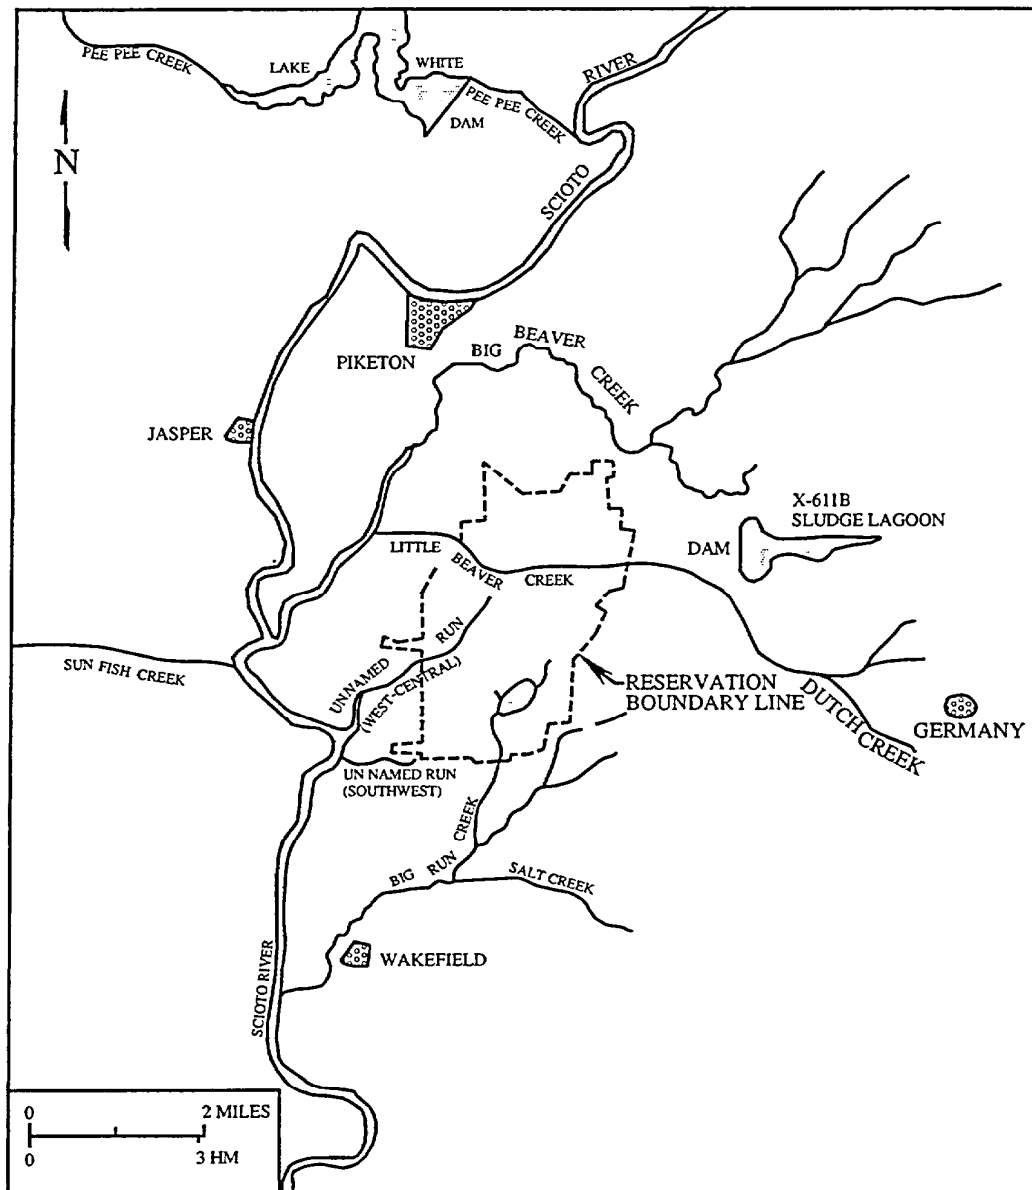 PEE PEE CREEK
LAKE
WHITE
DAM
PEE PEE CREEK
RIVER
SCIOTO
N
PIKETON
BIG
BEAVER
CREEK
JASPER
X-611B
SLUDGE LAGOON
DAM
LITTLE
BEAVER
CREEK
SUN FISH CREEK
UNNAMED
RUN
(WEST-CENTRAL)
RESERVATION
BOUNDARY LINE
DUTCH
CREEK
GERMANY
UN NAMED RUN
(SOUTHWEST)
BIG
RUN
CREEK
SALT CREEK
WAKEFIELD
SCIOTO RIVER
0
2 MILES
0
3 HM